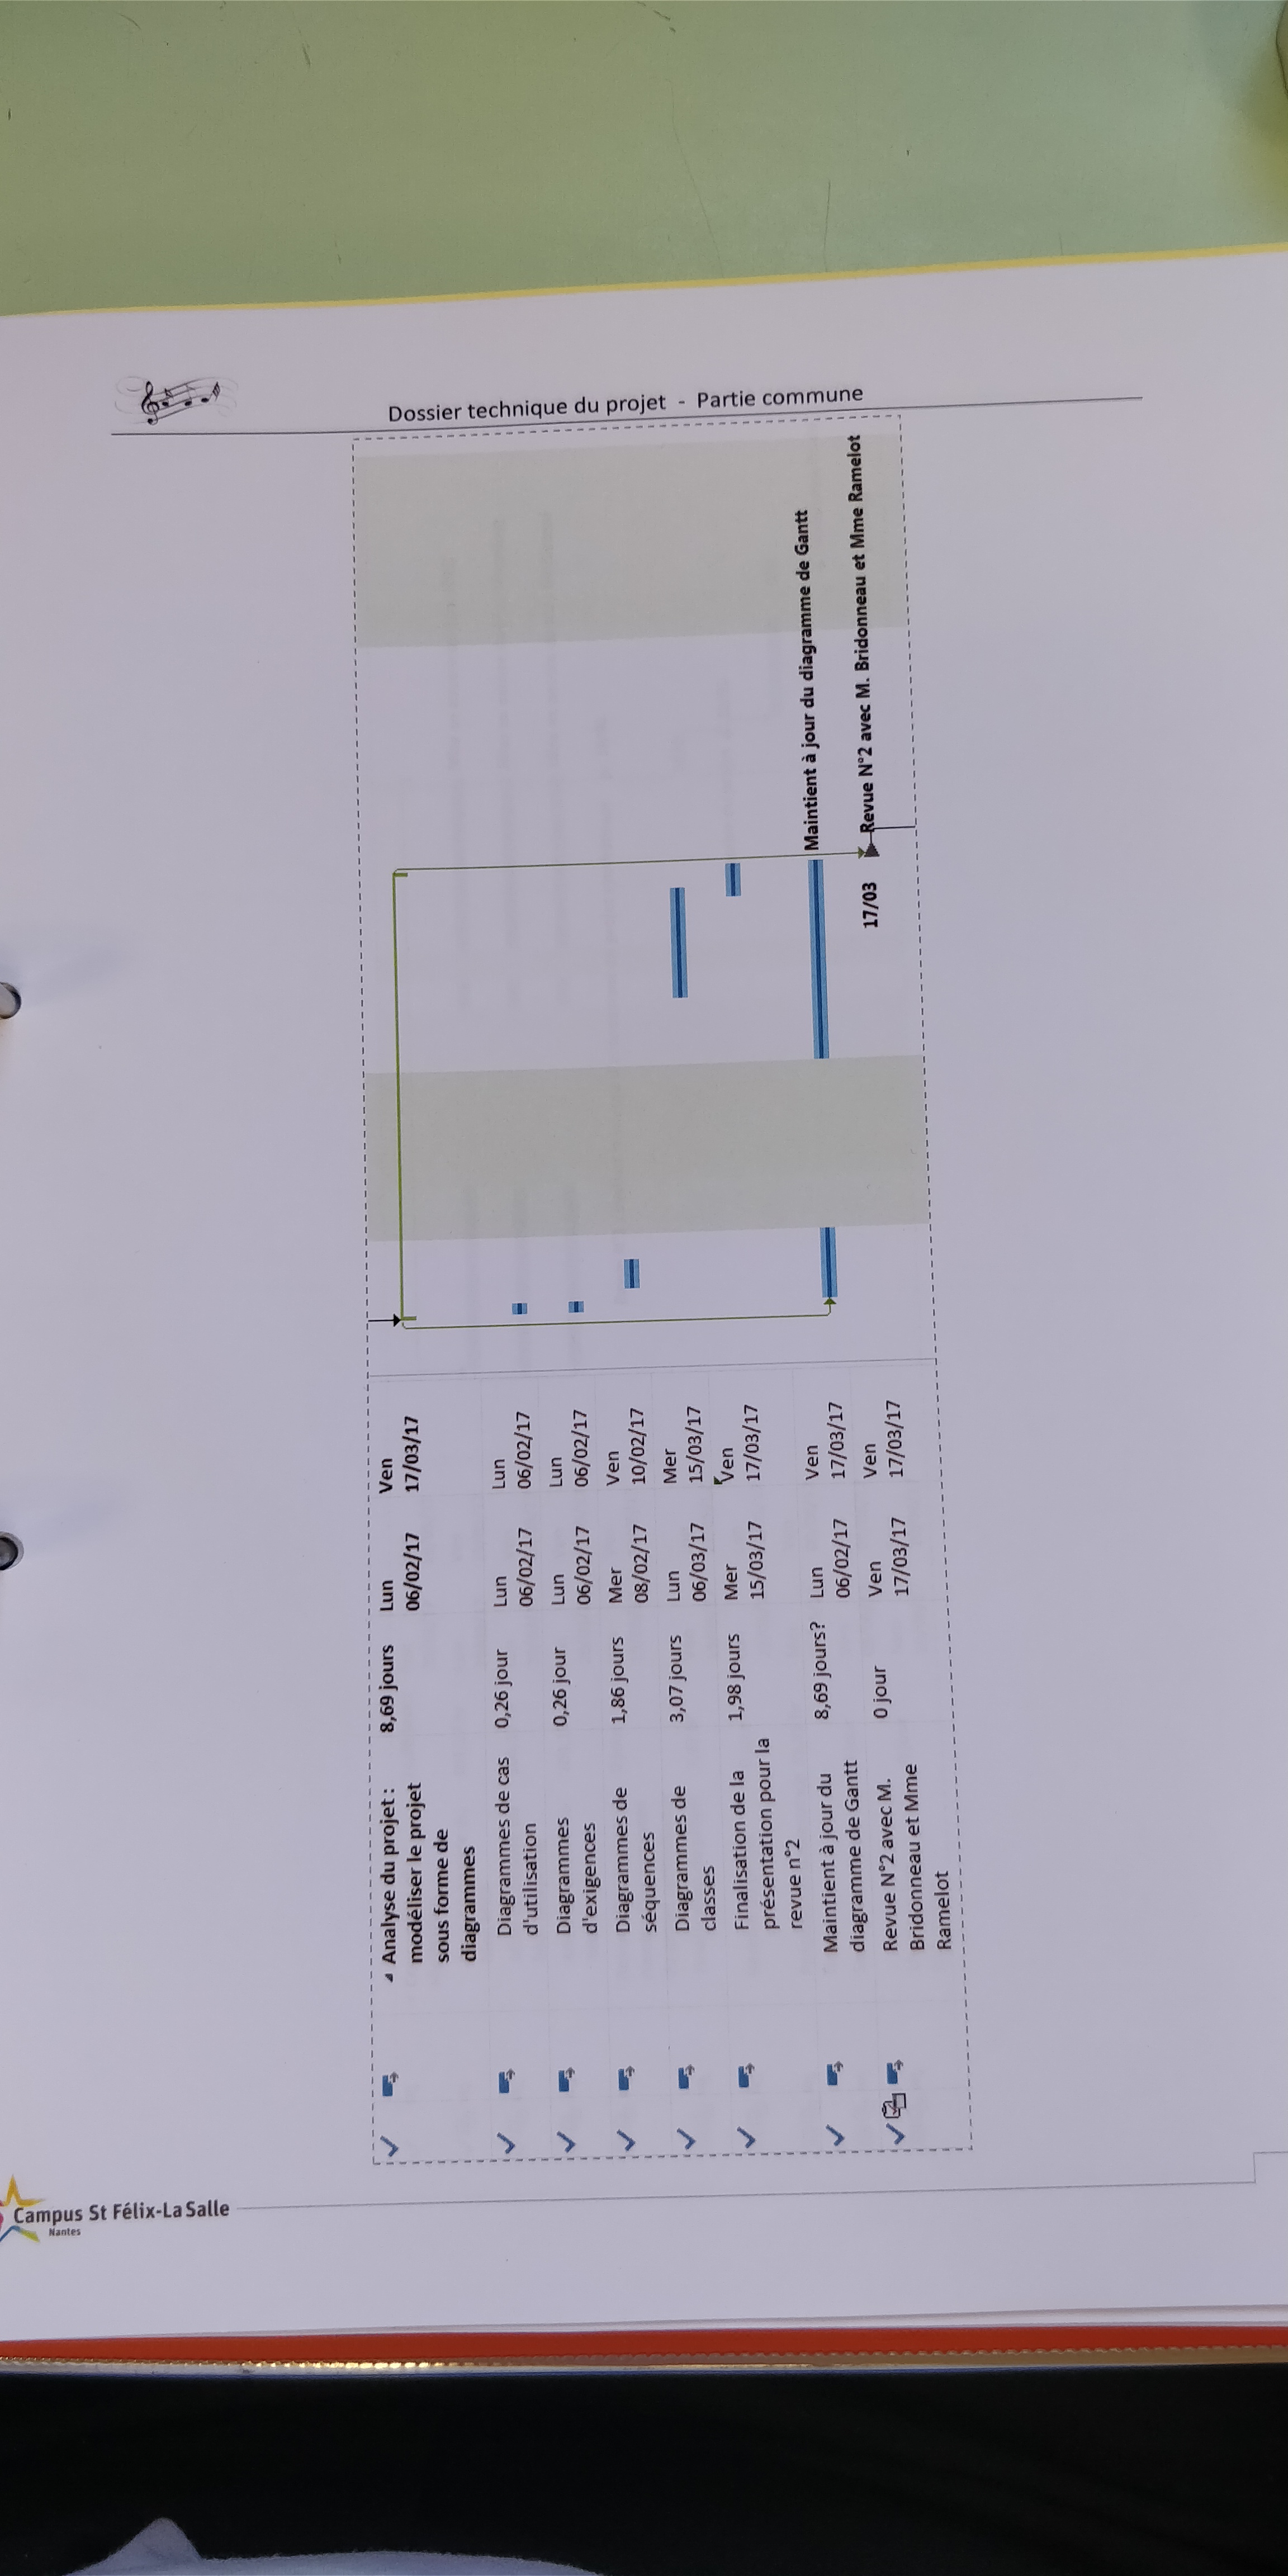 Campus St Félix-La Salle
Nantes
Dossier technique du projet - Partie commune
Analyse du projet :
modéliser le projet
sous forme de
diagrammes
8,69 jours
Lun
06/02/17
Ven
17/03/17
Diagrammes de cas
d'utilisation
0,26 jour
Lun
06/02/17
Lun
06/02/17
Diagrammes
d'exigences
0,26 jour
Lun
06/02/17
Lun
06/02/17
Diagrammes de
séquences
1,86 jours
Mer
08/02/17
Ven
10/02/17
Diagrammes de
classes
3,07 jours
Lun
06/03/17
Mer
15/03/17
Finalisation de la
présentation pour la
revue n°2
1,98 jours
Mer
15/03/17
Ven
17/03/17
Maintient à jour du
diagramme de Gantt
8,69 jours?
Lun
06/02/17
Ven
17/03/17
Maintient à jour du diagramme de Gantt
Revue N°2 avec M.
Bridonneau et Mme
Ramelot
0 jour
Ven
17/03/17
Ven
17/03/17
17/03
Revue N°2 avec M. Bridonneau et Mme Ramelot